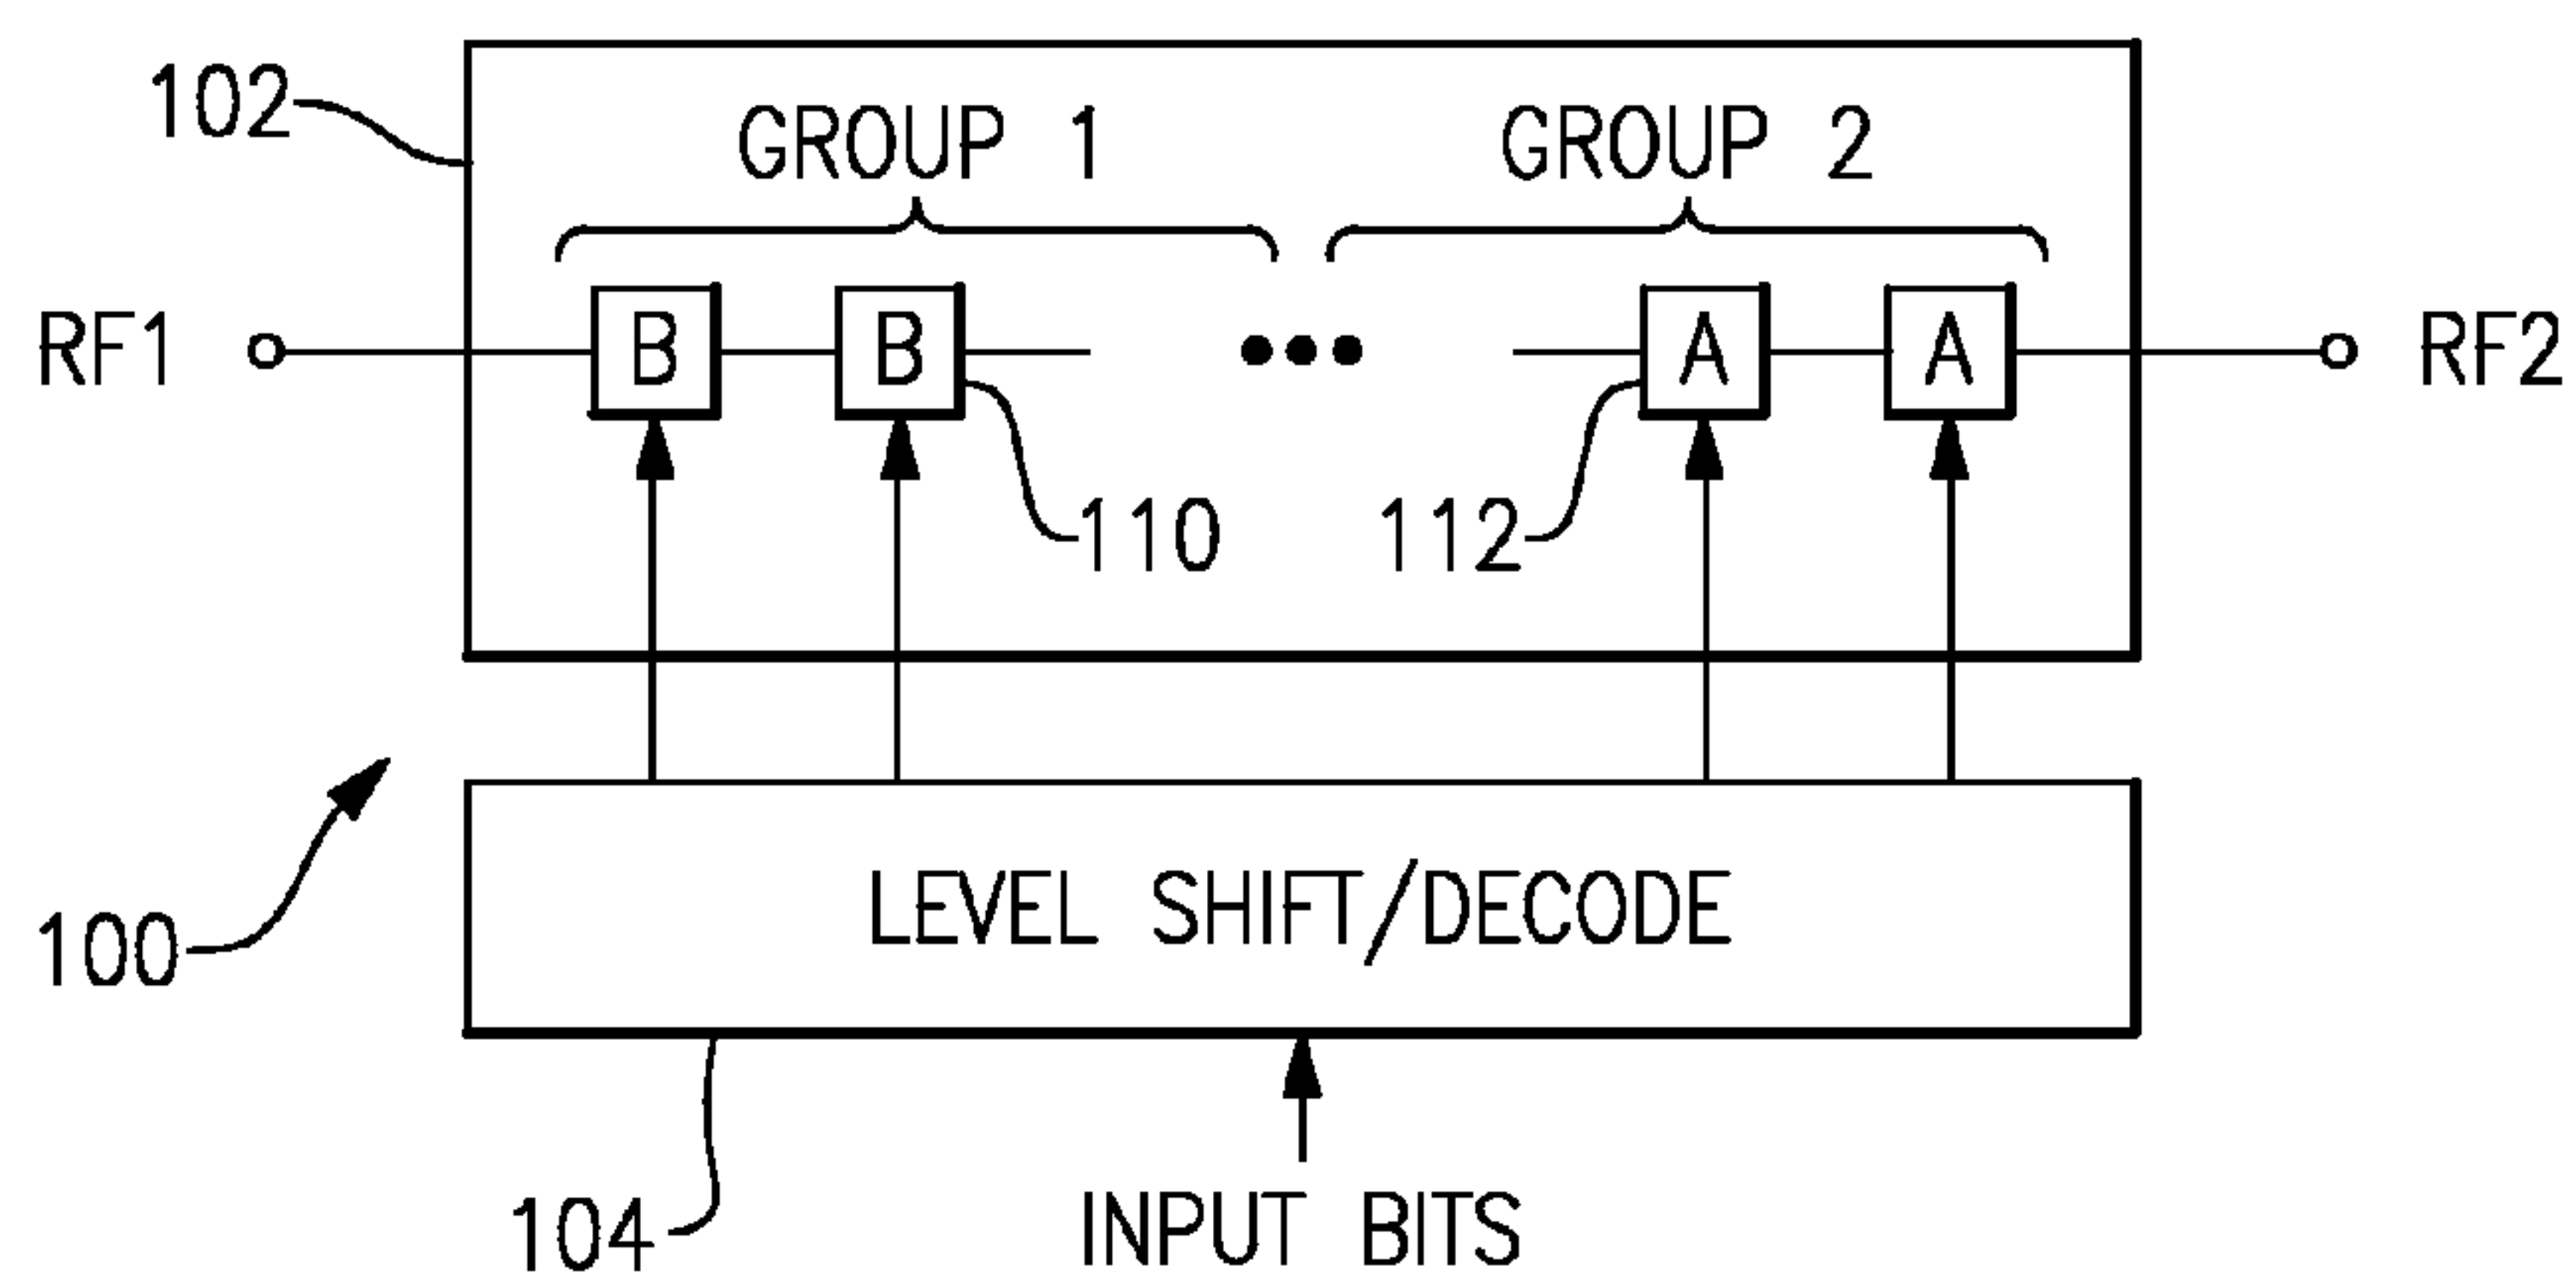 102
GROUP 1 GROUP 2
RF1 B B A A RF2
110 112
100
LEVEL SHIFT/DECODE
104
INPUT BITS